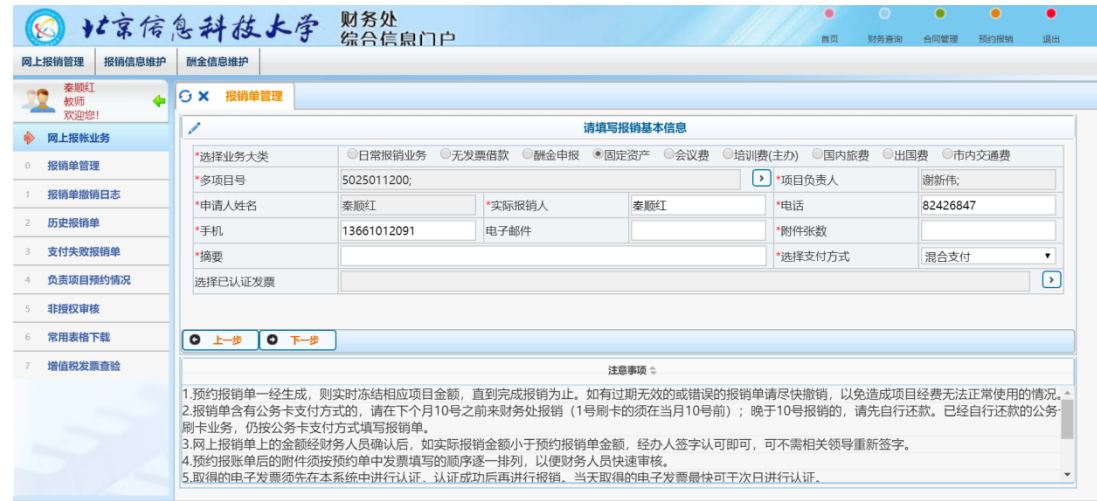 北京信息科技大学 财务处
综合信息门户
首页 财务查询 合同管理 预约报销 退出
网上报销管理 报销信息维护 酬金信息维护
秦顺红
教师
欢迎您!
报销单管理
网上报帐业务
0 报销单管理
1 报销单撤销日志
2 历史报销单
3 支付失败报销单
4 负责项目预约情况
5 非授权审核
6 常用表格下载
7 增值税发票查验
请填写报销基本信息
*选择业务大类 日常报销业务 无发票借款 酬金申报 固定资产 会议费 培训费(主办) 国内旅费 出国费 市内交通费
*多项目号 5025011200; *项目负责人 谢新伟;
*申请人姓名 秦顺红 *实际报销人 秦顺红 *电话 82426847
*手机 13661012091 电子邮件 *附件张数
*摘要 *选择支付方式 混合支付
选择已认证发票
上一步 下一步
注意事项
1.预约报销单一经生成，则实时冻结相应项目金额，直到完成报销为止。如有过期无效的或错误的报销单请尽快撤销，以免造成项目经费无法正常使用的情况。
2.报销单含有公务卡支付方式的，请在下个月10号之前来财务处报销（1号刷卡的须在当月10号前）；晚于10号报销的，请先自行还款。已经自行还款的公务
刷卡业务，仍按公务卡支付方式填写报销单。
3.网上报销单上的金额经财务人员确认后，如实际报销金额小于预约报销单金额，经办人签字认可即可，可不需相关领导重新签字。
4.预约报账单后的附件须按预约单中发票填写的顺序逐一排列，以便财务人员快速审核。
5.取得的电子发票须先在本系统中进行认证，认证成功后再进行报销。当天取得的电子发票最快可于次日进行认证。